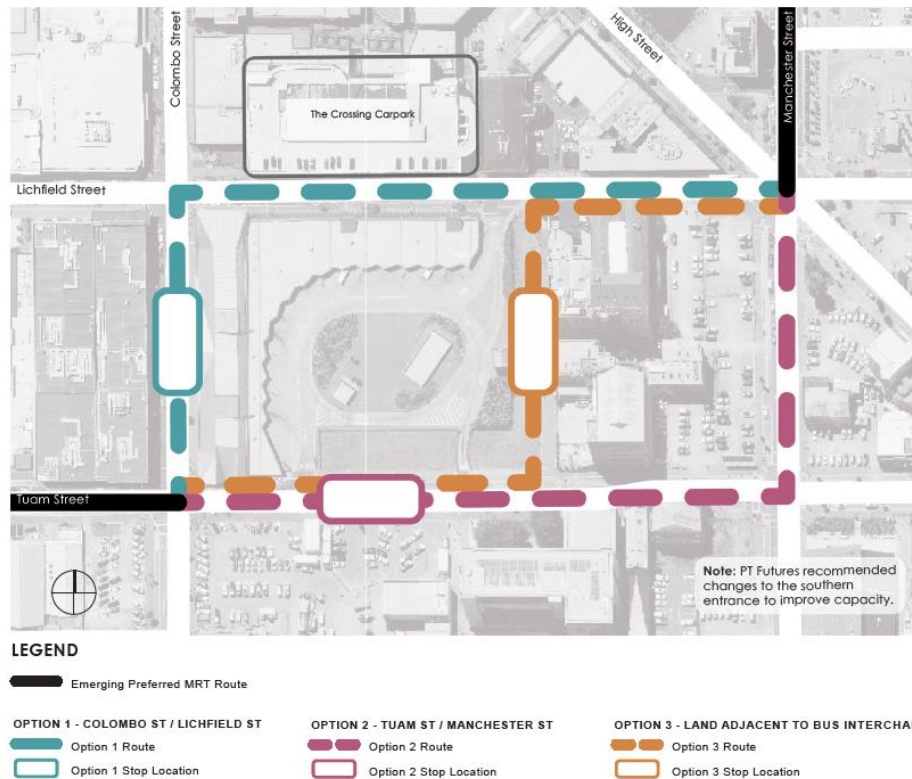 Colombo Street
High Street
Manchester Street
The Crossing Carpark
Lichfield Street
Tuam Street
Note: PT Futures recommended
changes to the southern
entrance to improve capacity.
LEGEND
Emerging Preferred MRT Route
OPTION 1 - COLOMBO ST / LICHFIELD ST
Option 1 Route
Option 1 Stop Location
OPTION 2 - TUAM ST / MANCHESTER ST
Option 2 Route
Option 2 Stop Location
OPTION 3 - LAND ADJACENT TO BUS INTERCHA
Option 3 Route
Option 3 Stop Location